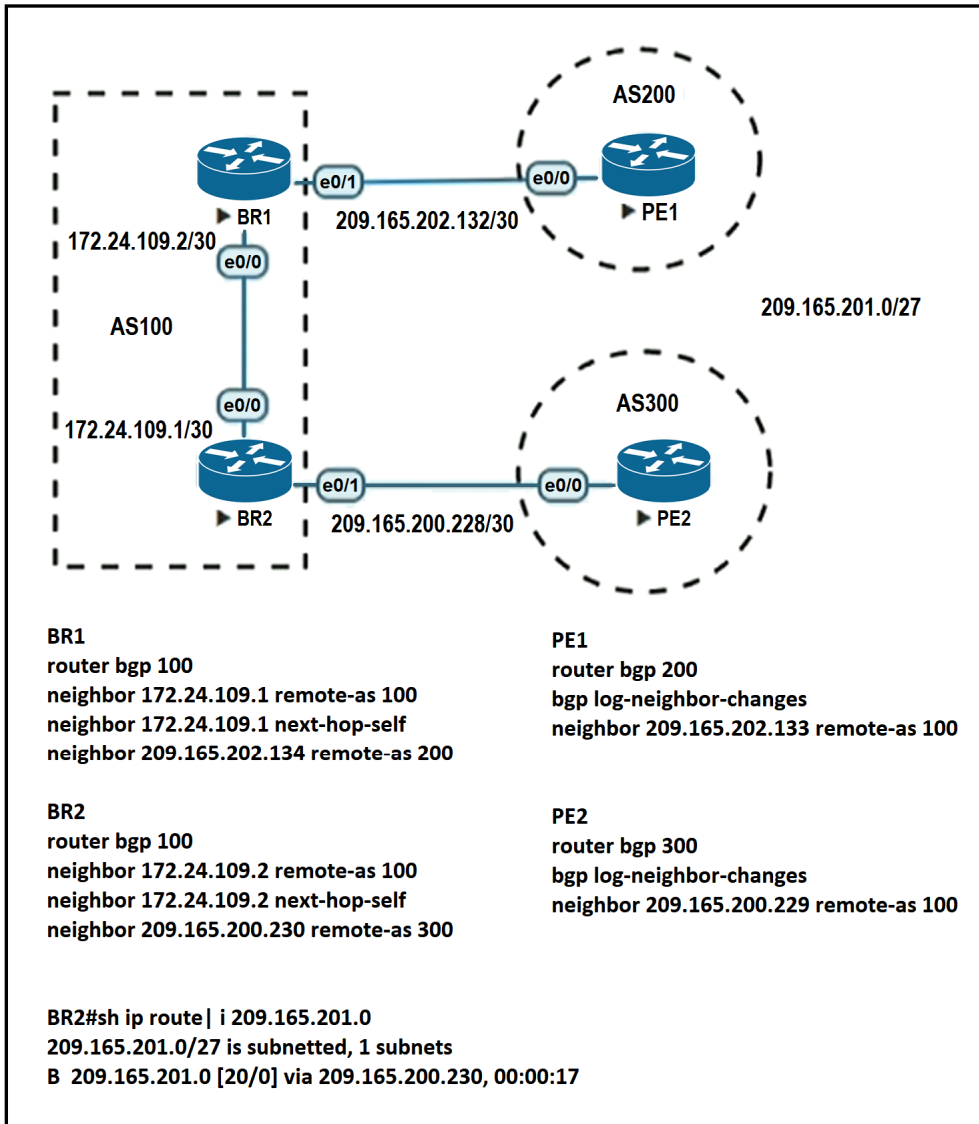 AS200
e0/1
e0/0
▶ BR1
▶ PE1
209.165.202.132/30
172.24.109.2/30
e0/0
AS100
209.165.201.0/27
e0/0
AS300
172.24.109.1/30
e0/1
e0/0
▶ BR2
▶ PE2
209.165.200.228/30
BR1
router bgp 100
neighbor 172.24.109.1 remote-as 100
neighbor 172.24.109.1 next-hop-self
neighbor 209.165.202.134 remote-as 200
PE1
router bgp 200
bgp log-neighbor-changes
neighbor 209.165.202.133 remote-as 100
BR2
router bgp 100
neighbor 172.24.109.2 remote-as 100
neighbor 172.24.109.2 next-hop-self
neighbor 209.165.200.230 remote-as 300
PE2
router bgp 300
bgp log-neighbor-changes
neighbor 209.165.200.229 remote-as 100
BR2#sh ip route| i 209.165.201.0
209.165.201.0/27 is subnetted, 1 subnets
B 209.165.201.0 [20/0] via 209.165.200.230, 00:00:17